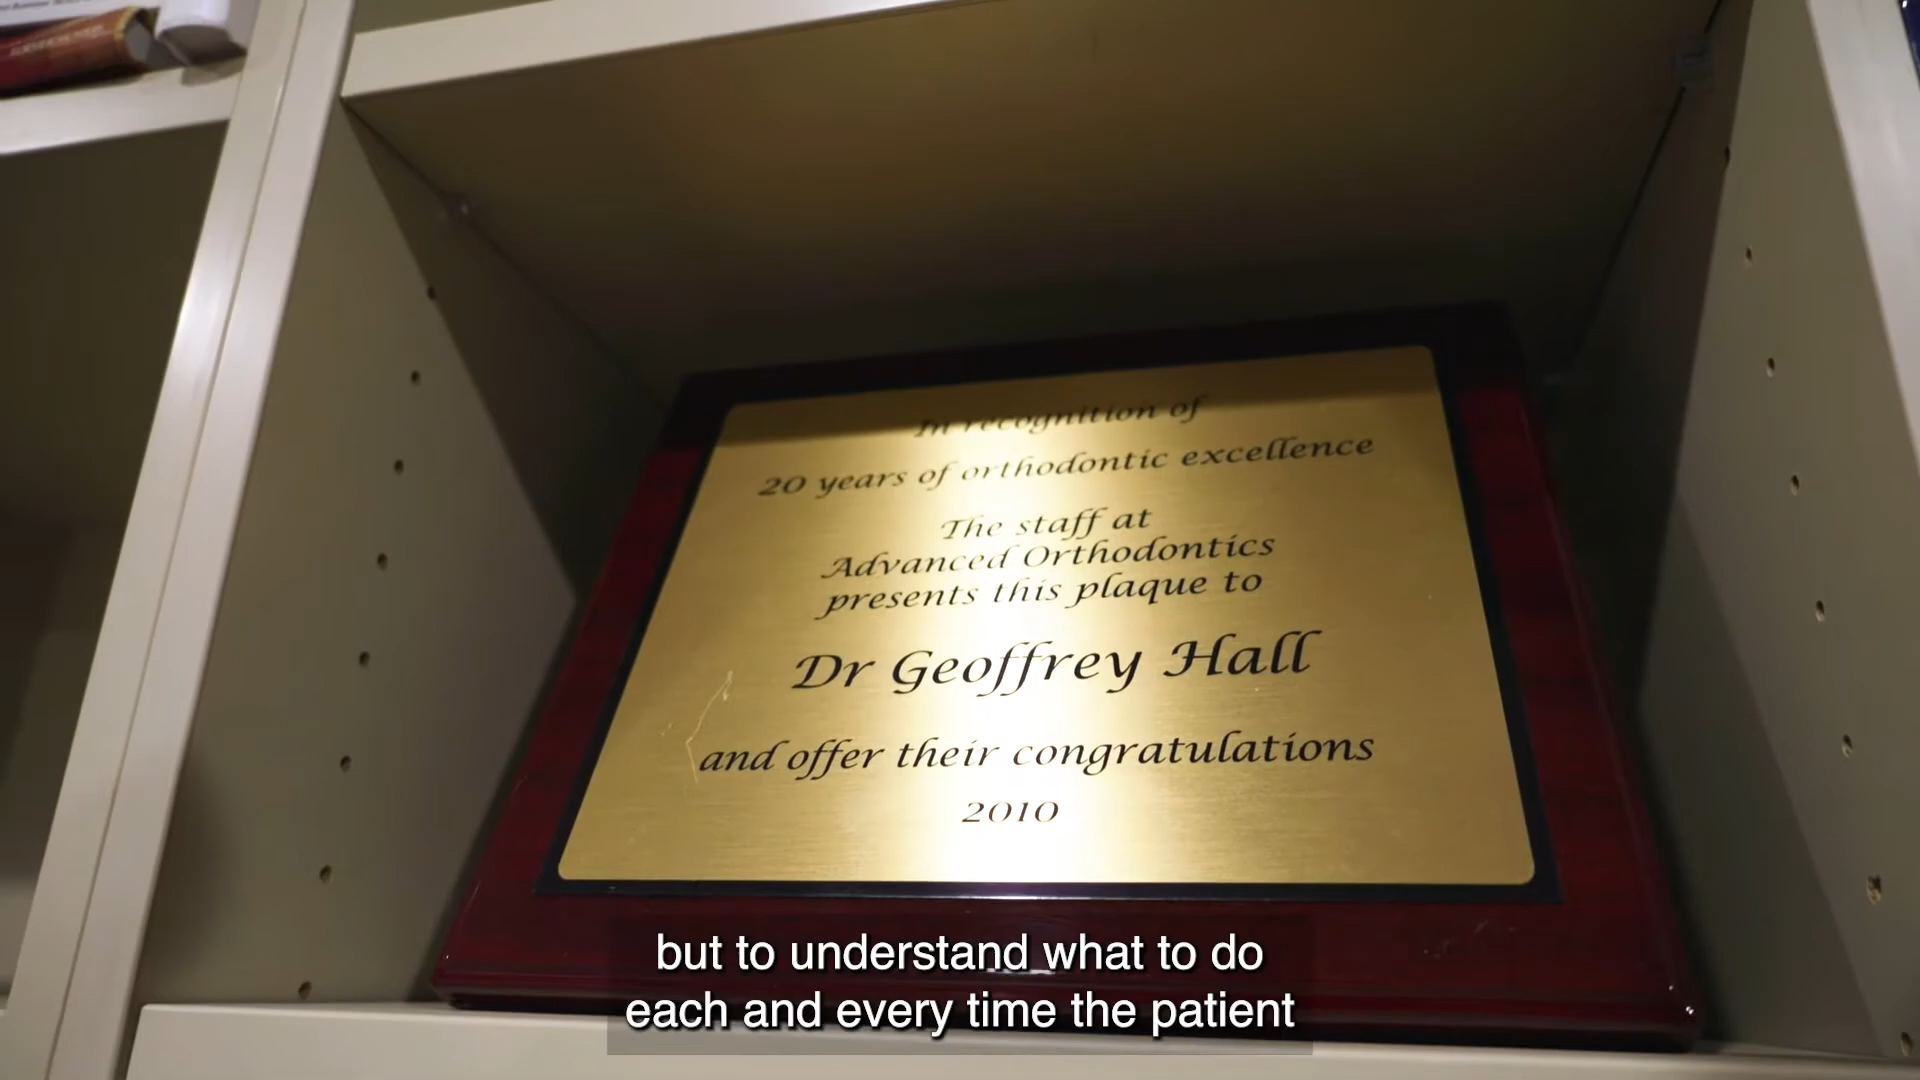 In recognition of
20 years of orthodontic excellence
The staff at
Advanced Orthodontics
presents this plaque to
Dr Geoffrey Hall
and offer their congratulations
2010
but to understand what to do
each and every time the patient